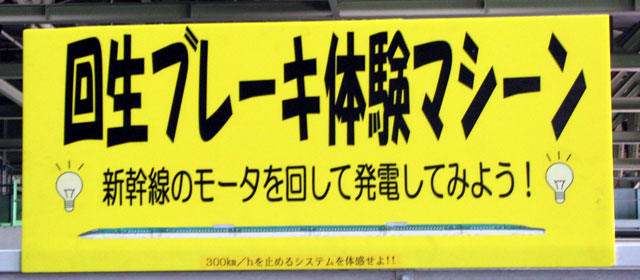 回生ブレーキ体験マシーン
新幹線のモータを回して発電してみよう!
300km/hを止めるシステムを体感せよ!!